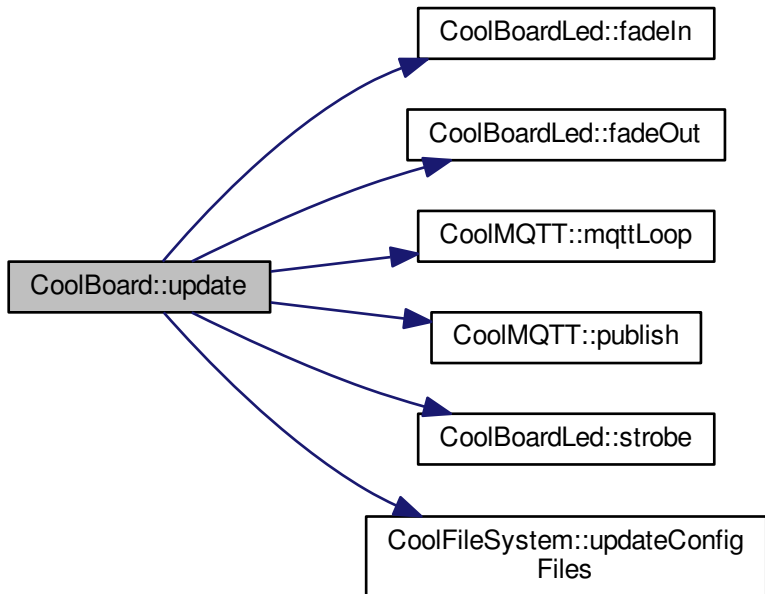 CoolBoardLed::fadeIn
CoolBoardLed::fadeOut
CoolMQTT::mqttLoop
CoolBoard::update
CoolMQTT::publish
CoolBoardLed::strobe
CoolFileSystem::updateConfig
Files